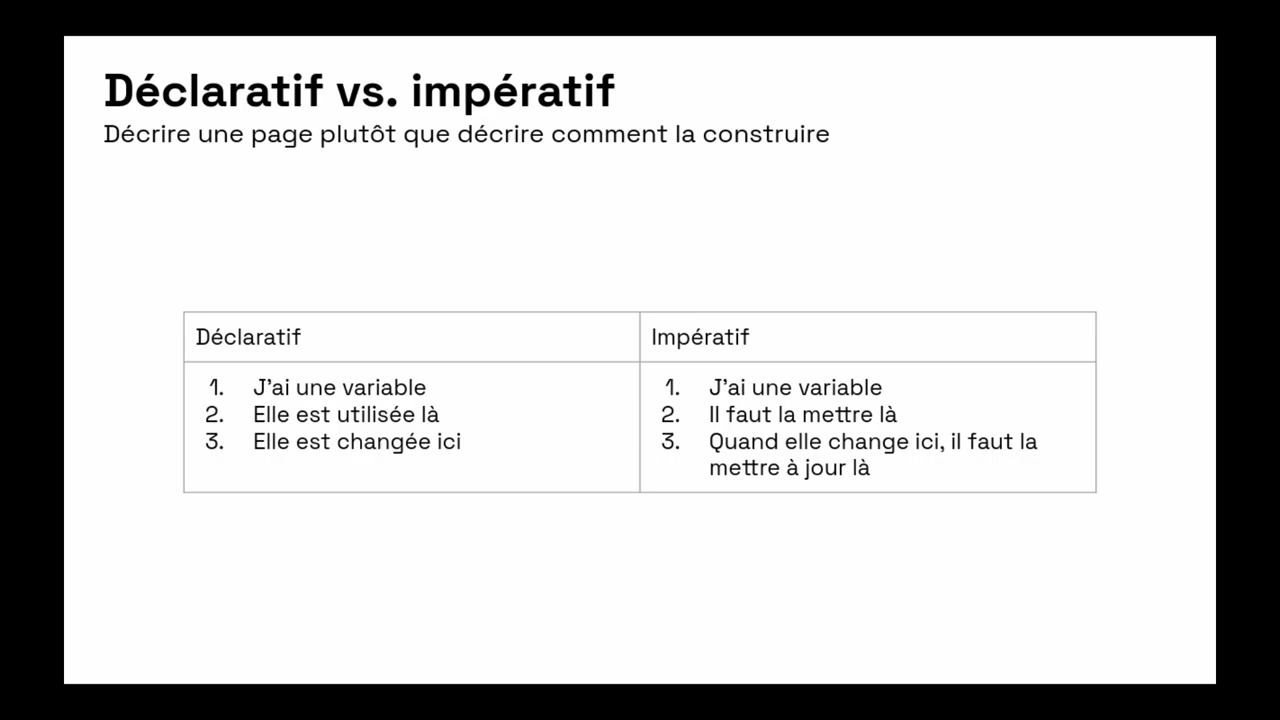 Déclaratif vs. impératif
Décrire une page plutôt que décrire comment la construire
Déclaratif
Impératif
1. J'ai une variable
2. Elle est utilisée là
3. Elle est changée ici
1. J'ai une variable
2. Il faut la mettre là
3. Quand elle change ici, il faut la
mettre à jour là